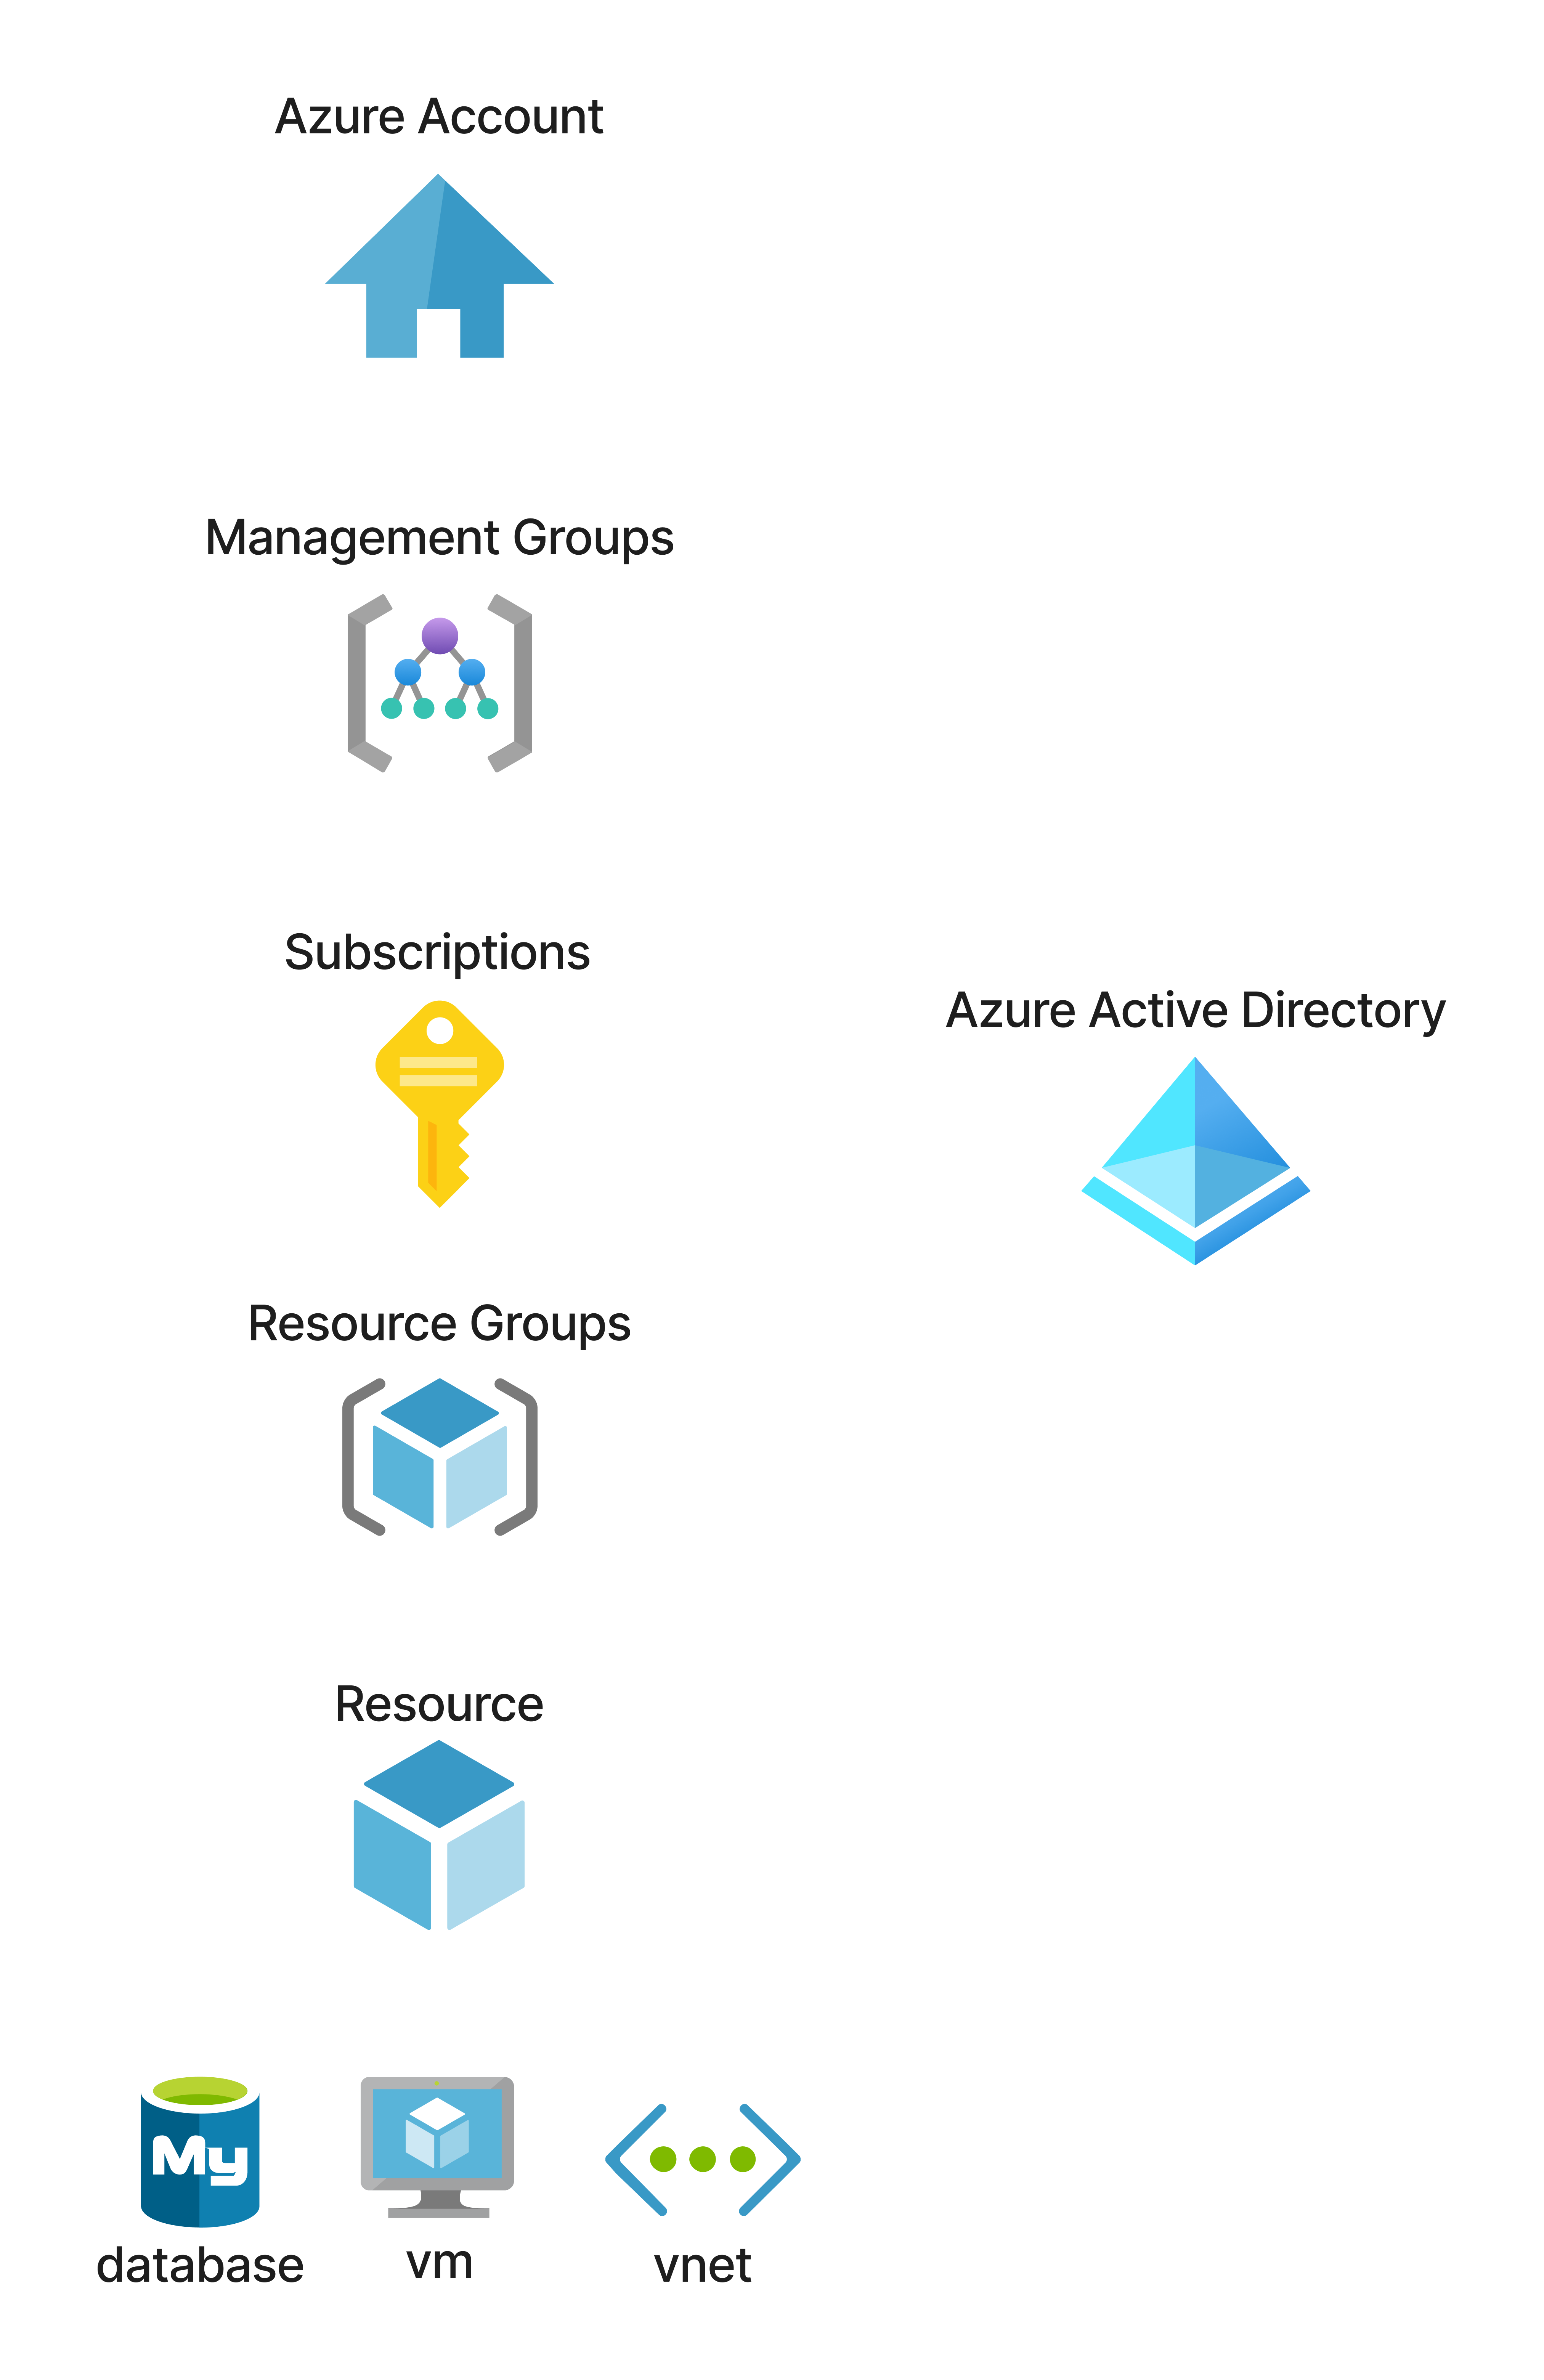 Azure Account
Management Groups
Subscriptions
Azure Active Directory
Resource Groups
Resource
My
database
vm
vnet